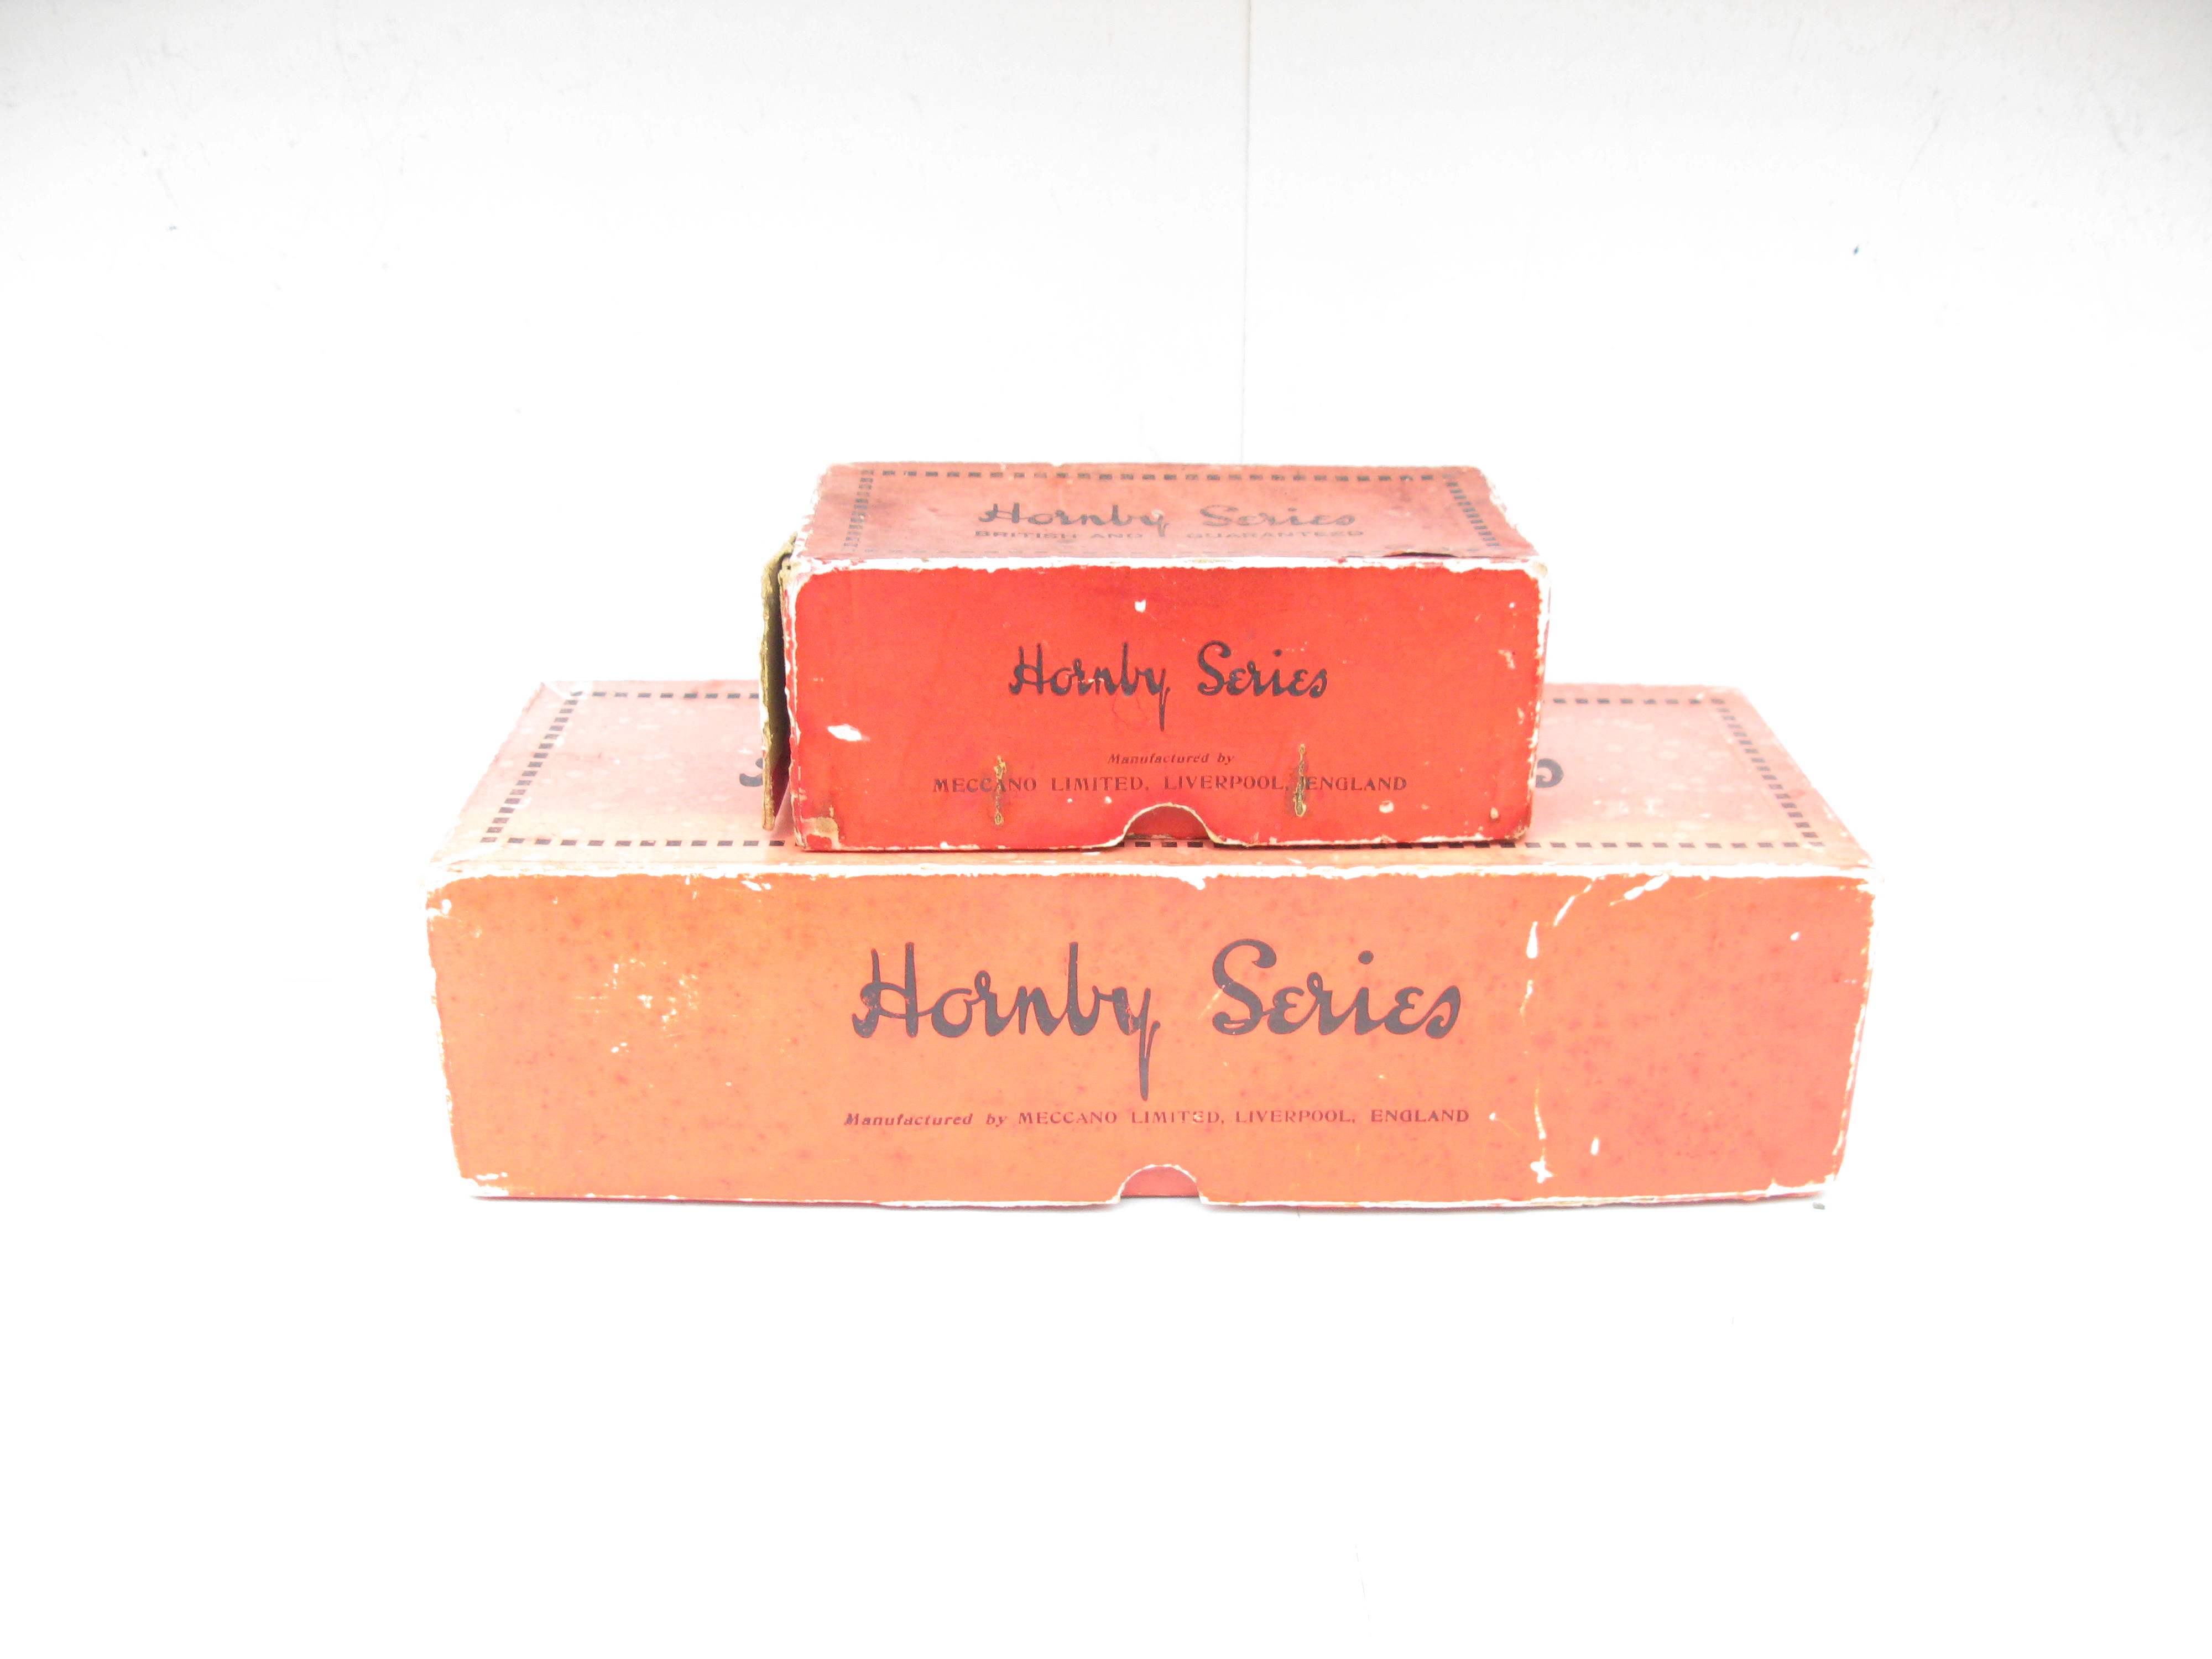 Hornby Series
BRITISH AND GUARANTEED
Hornby Series
Manufactured by
MECCANO LIMITED, LIVERPOOL, ENGLAND
Hornby Series
Manufactured by MECCANO LIMITED, LIVERPOOL, ENGLAND